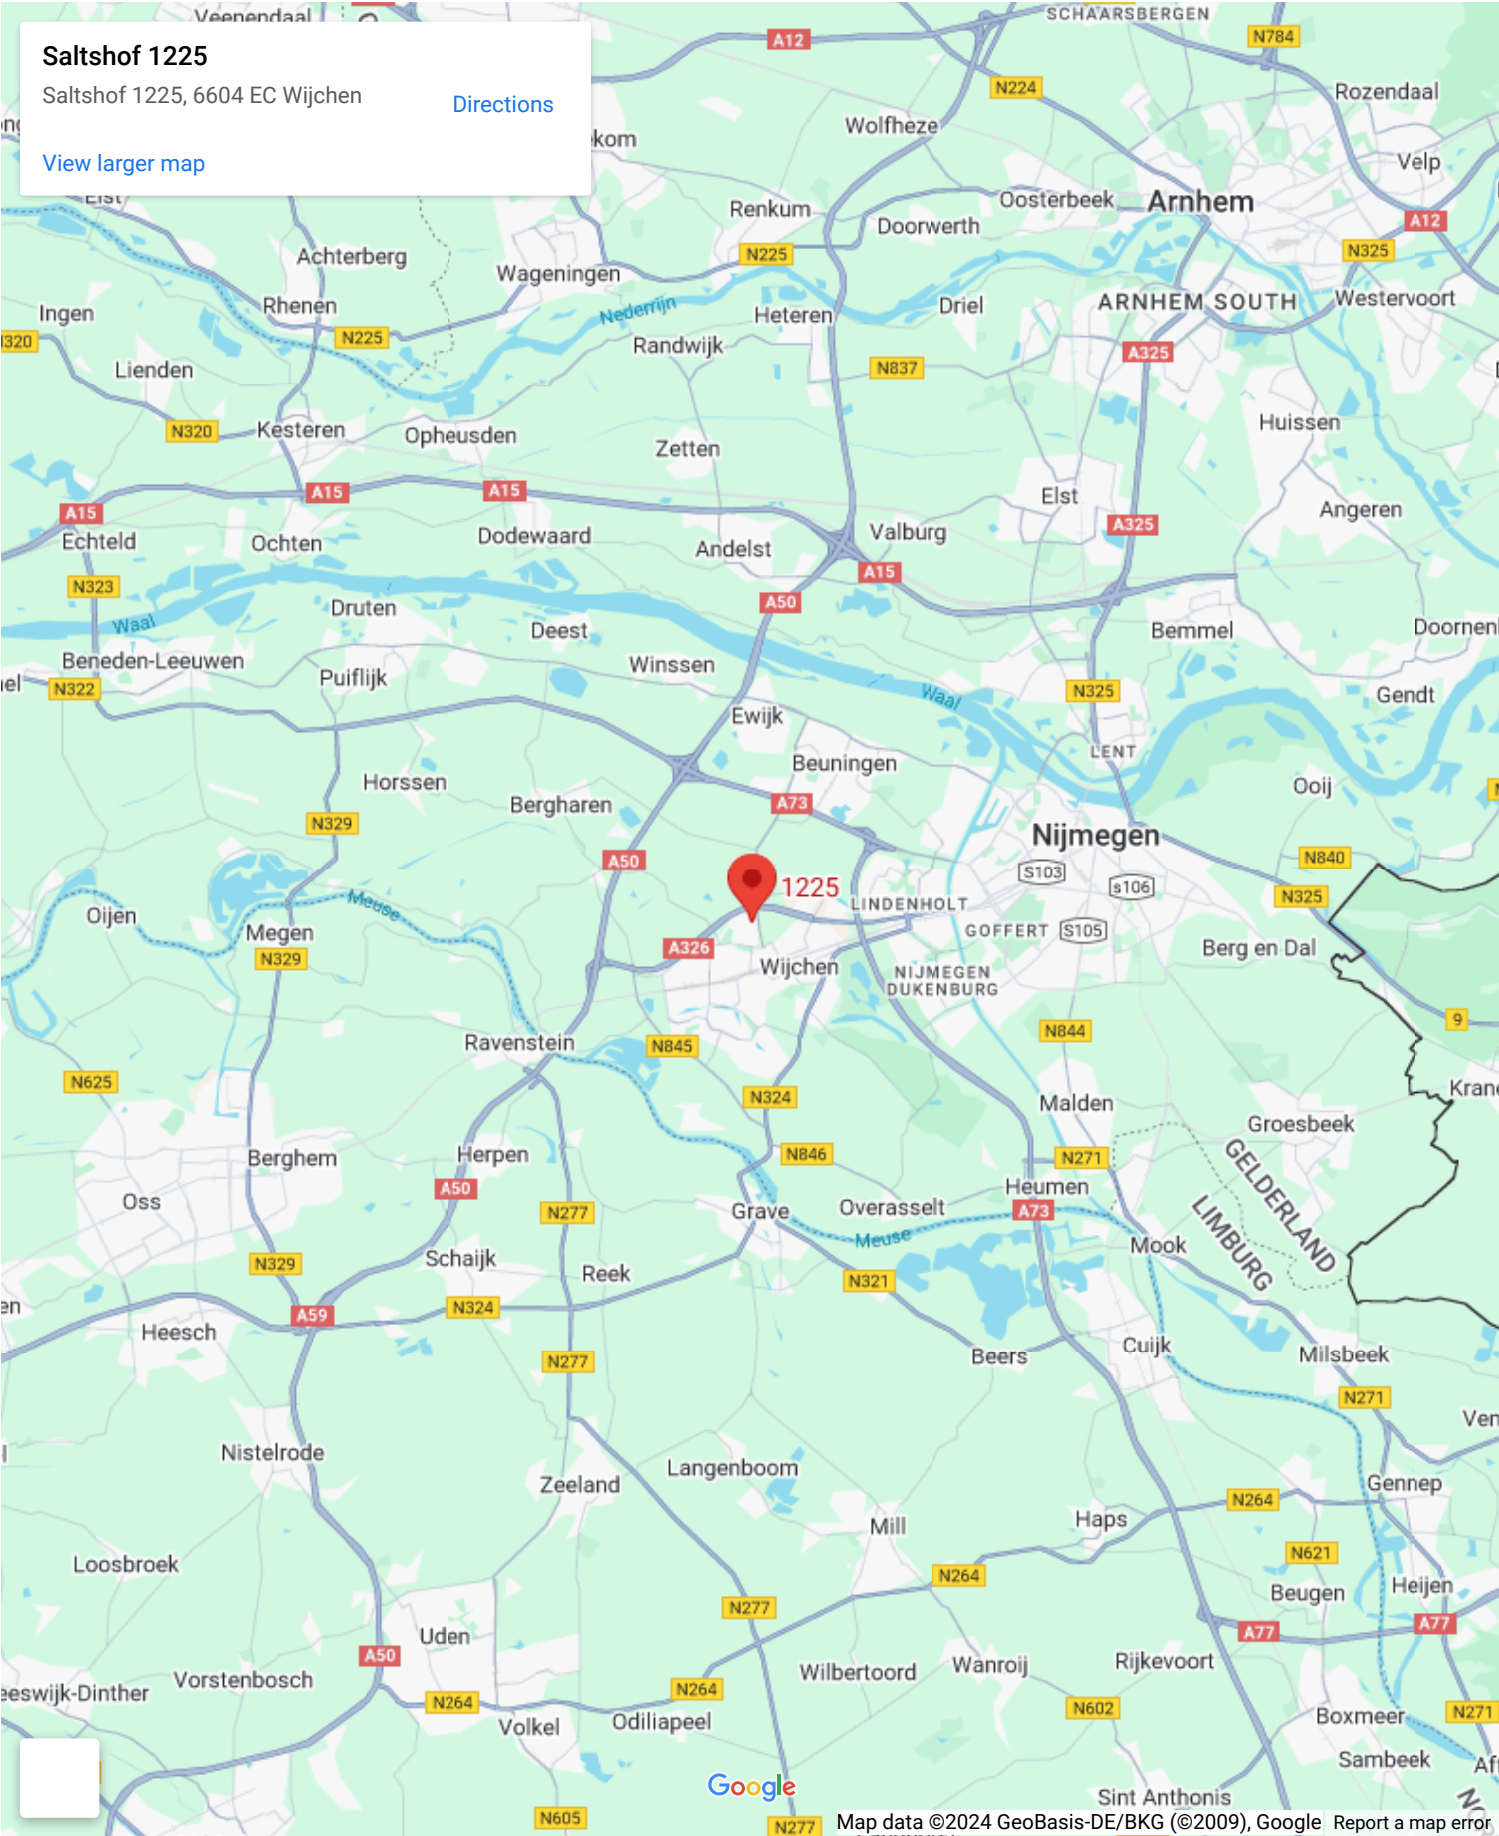 Veenendaal
SCHAARSBERGEN
A12
N784
Saltshof 1225
Saltshof 1225, 6604 EC Wijchen
Directions
View larger map
N224
Rozendaal
Wolfheze
Velp
Elst
Renkum
Oosterbeek
Arnhem
A12
Doorwerth
N325
Achterberg
N225
Wageningen
Rhenen
Nederrijn
Heteren
Driel
ARNHEM SOUTH
Westervoort
Ingen
N225
Randwijk
A325
Lienden
N837
N320
Kesteren
Opheusden
Zetten
Huissen
A15
A15
A15
Elst
Angeren
A325
Echteld
Ochten
Dodewaard
Andelst
Valburg
A15
N323
A50
Druten
Waal
Deest
Bemmel
Beneden-Leeuwen
Puiflijk
Winssen
N322
Waal
N325
Gendt
Ewijk
LENT
Beuningen
Horssen
Bergharen
A73
Ooij
N329
Nijmegen
A50
N840
S103
s106
1225
N325
Meuse
LINDENHOLT
Oijen
Megen
GOFFERT
S105
A326
Berg en Dal
N329
Wijchen
NIJMEGEN
DUKENBURG
9
Ravenstein
N845
N844
N625
N324
Malden
Groesbeek
Berghem
Herpen
N846
N271
GELDERLAND
Oss
A50
N277
Grave
Overasselt
Heumen
A73
LIMBURG
Meuse
Mook
N329
Schaijk
Reek
N321
N324
A59
Heesch
Beers
Cuijk
Milsbeek
N277
N271
Nistelrode
Langenboom
Zeeland
Gennep
N264
Mill
Haps
N621
Loosbroek
N264
Beugen
Heijen
N277
A77
A77
Uden
A50
Vorstenbosch
Wilbertoord
Wanroij
Rijkevoort
eeswijk-Dinther
N264
N264
N602
N271
Volkel
Odiliapeel
Boxmeer
Sambeek
Google
Sint Anthonis
N605
N277
Map data ©2024 GeoBasis-DE/BKG (©2009), Google
Report a map error